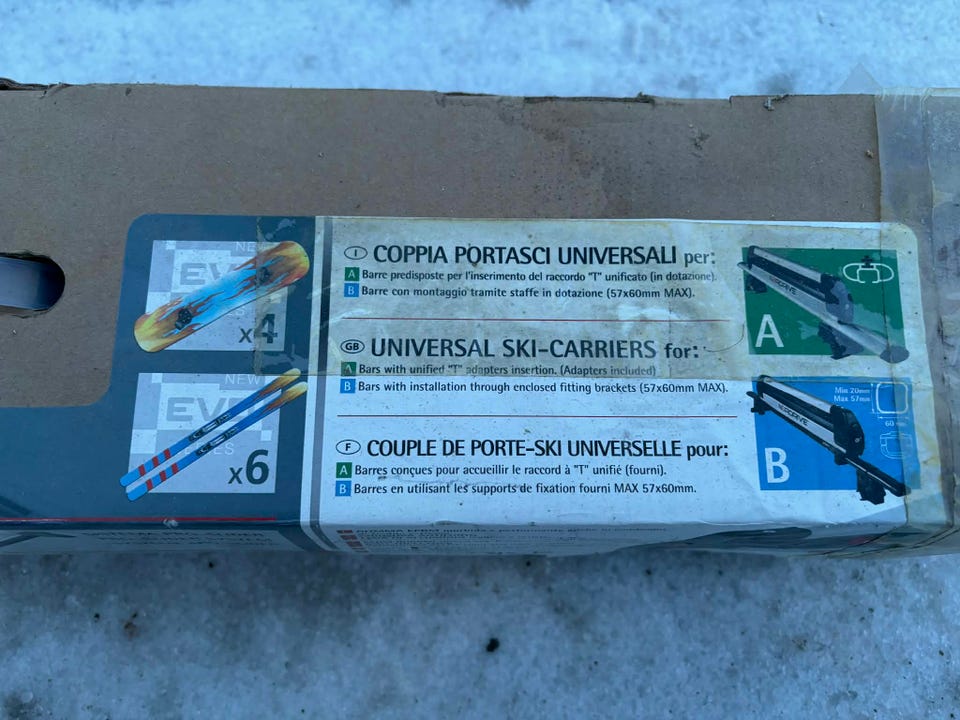 NEW
EV
x4
I COPPIA PORTASCI UNIVERSALI per:
A Barre predisposte per l'inserimento del raccordo "T" unificato (in dotazione).
B Barre con montaggio tramite staffe in dotazione (57x60mm MAX).
GB UNIVERSAL SKI-CARRIERS for:
A Bars with unified "T" adapters insertion. (Adapters included)
B Bars with installation through enclosed fitting brackets (57x60mm MAX).
NEW
x6
F COUPLE DE PORTE-SKI UNIVERSELLE pour:
A Barres conçues pour accueillir le raccord à "T" unifié (fourni).
B Barres en utilisant les supports de fixation fourni MAX 57x60mm.
A
Min 20mm
Max 57mm
60 mm
B